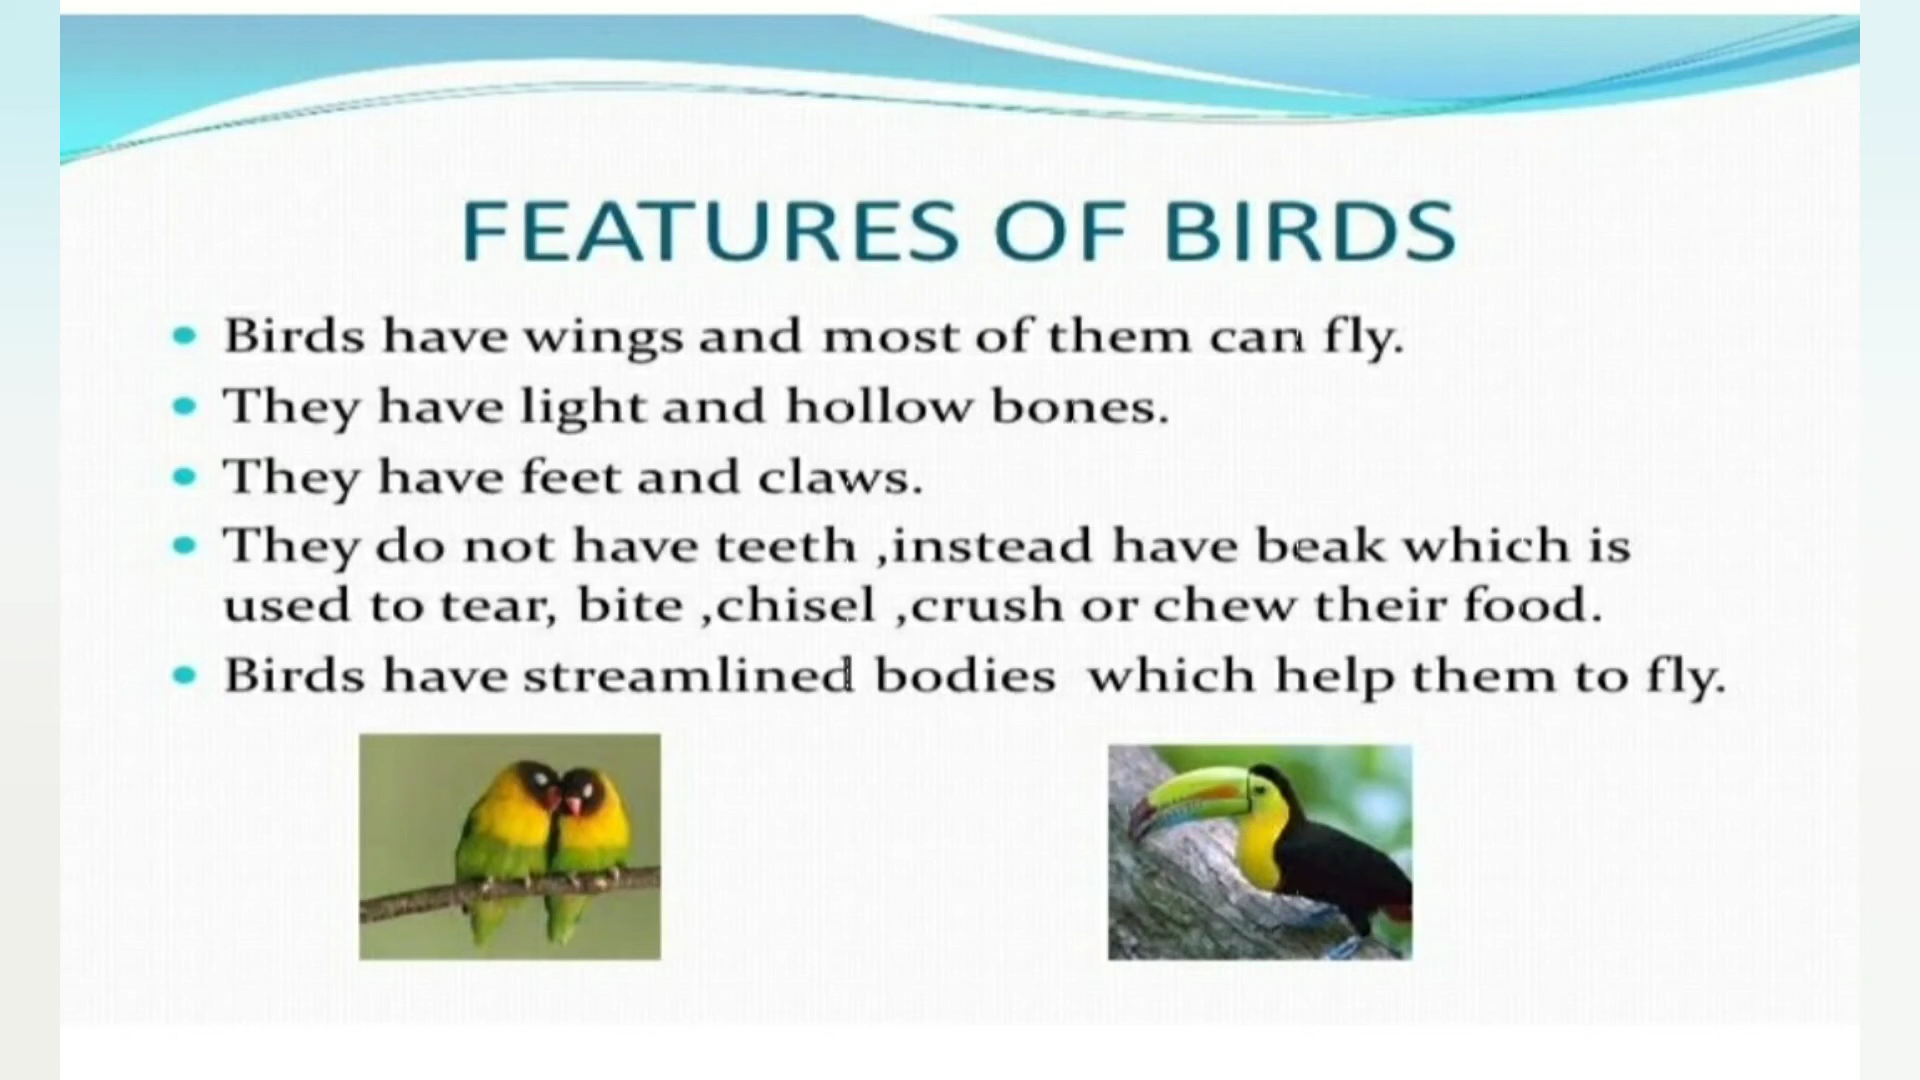 FEATURES OF BIRDS
• Birds have wings and most of them can fly.
• They have light and hollow bones.
• They have feet and claws.
• They do not have teeth ,instead have beak which is
used to tear, bite ,chisel ,crush or chew their food.
• Birds have streamlined bodies which help them to fly.